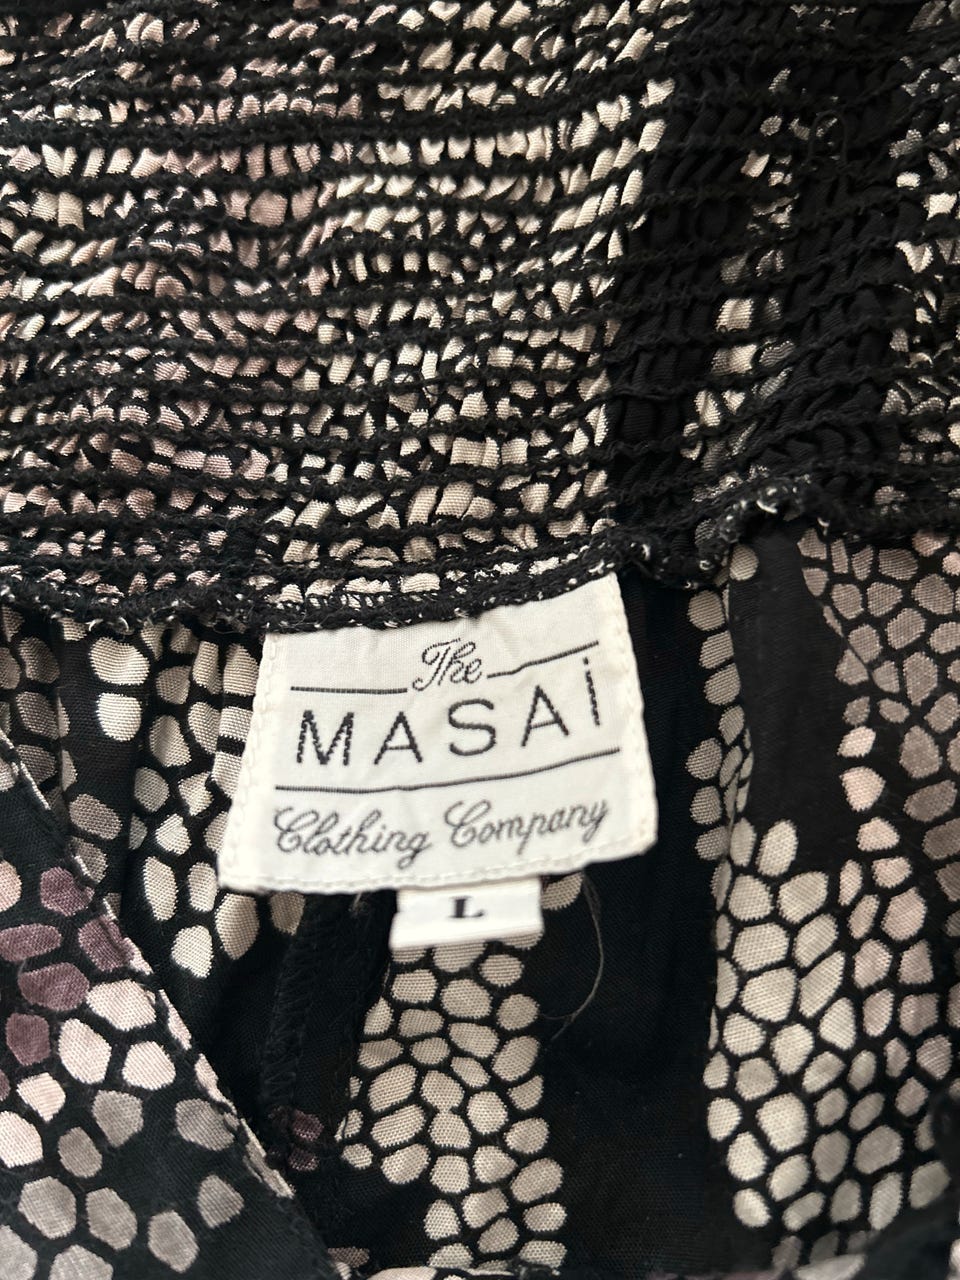 The
MASAI
Clothing Company
L